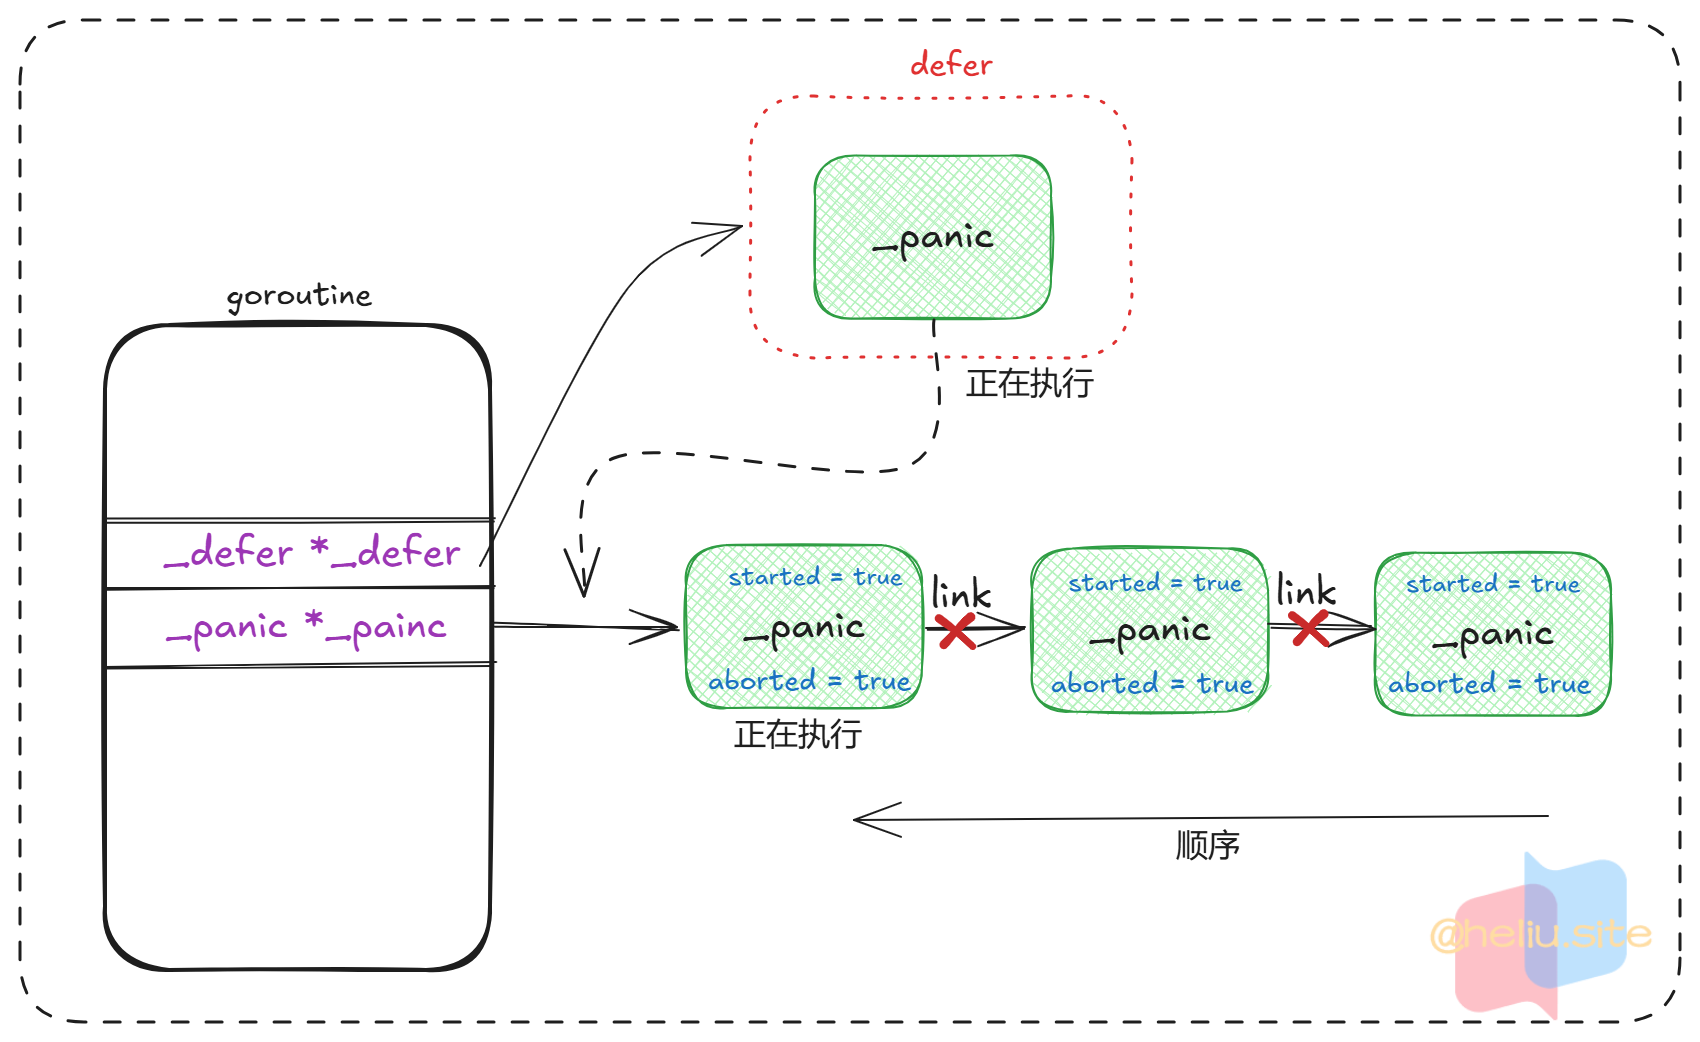 defer
_panic
正在执行
goroutine
_defer *_defer
_panic *_painc
started = true
_panic
aborted = true
正在执行
link
started = true
_panic
aborted = true
link
started = true
_panic
aborted = true
顺序
@heliu.site